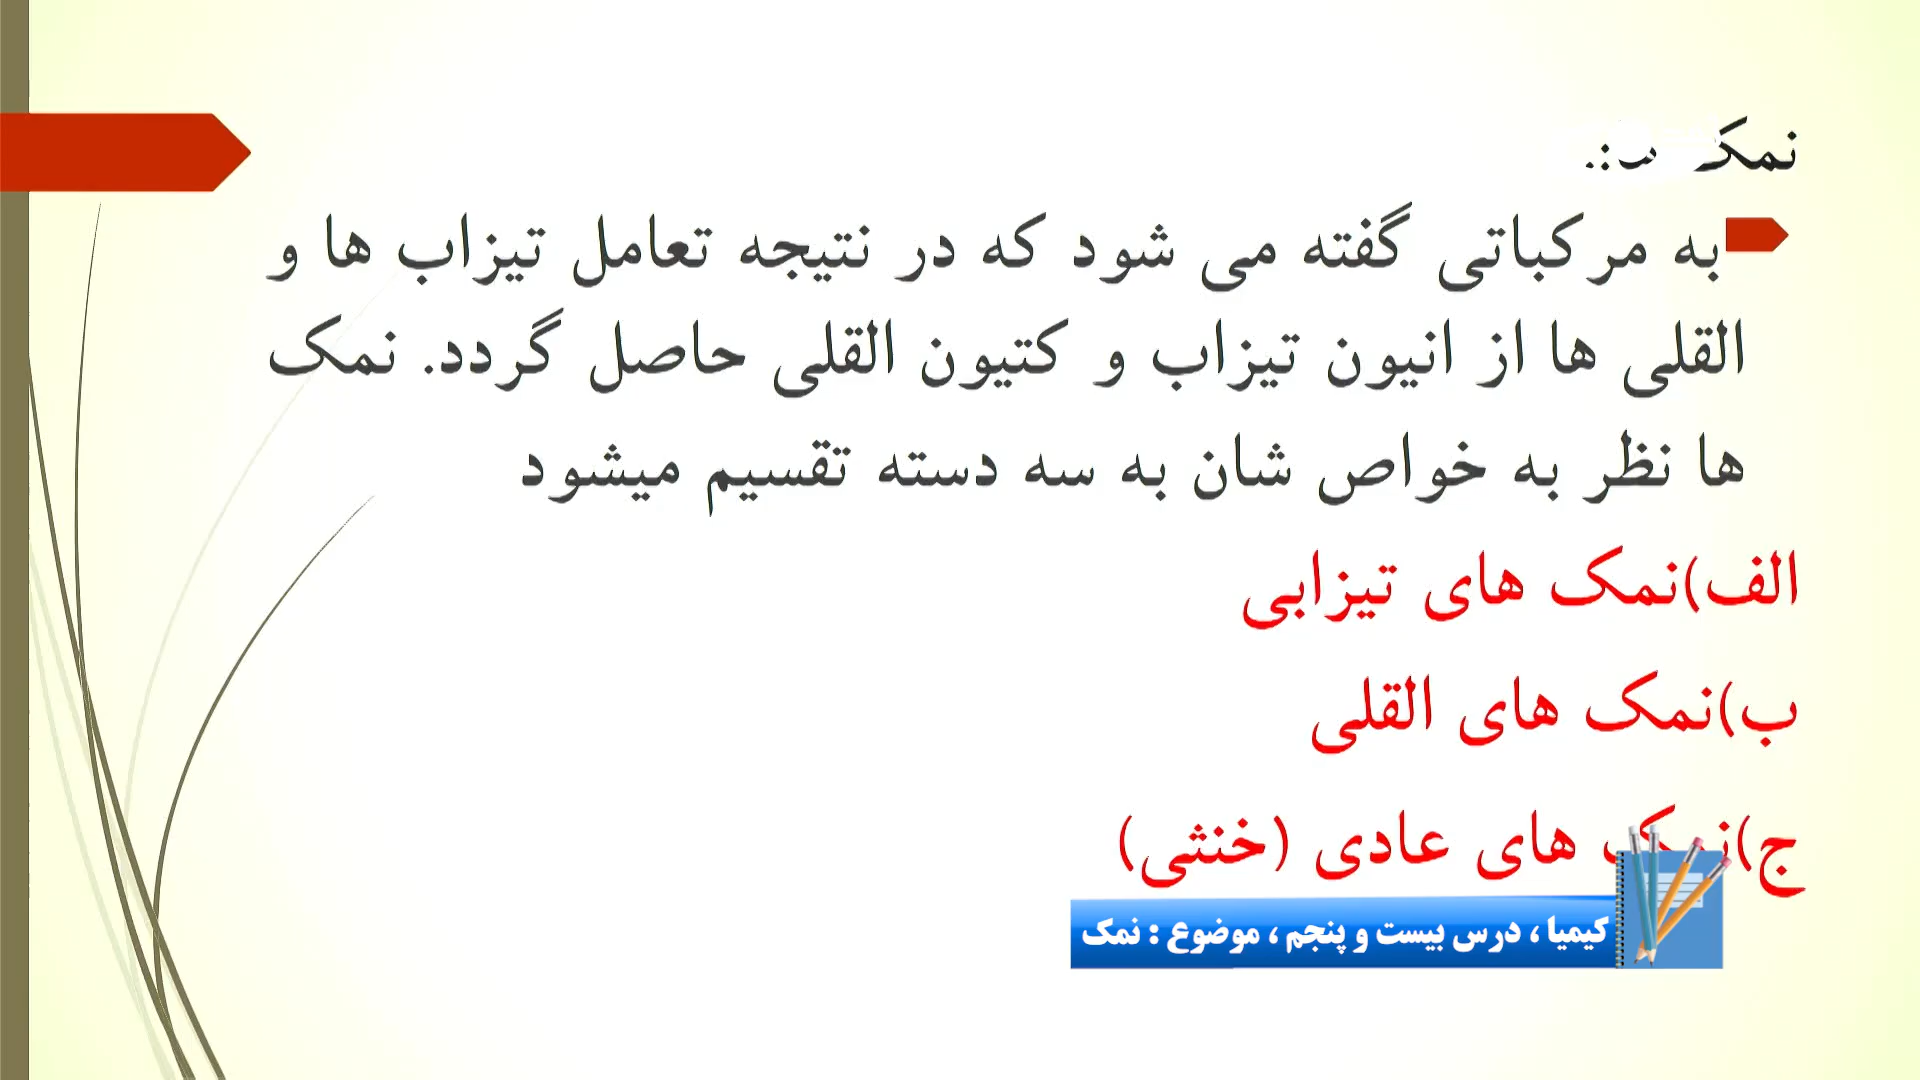 به مرکباتی گفته می شود که در نتیجه تعامل تیزاب ها و
القلی ها از انیون تیزاب و کتیون القلی حاصل گردد. نمک
ها نظر به خواص شان به سه دسته تقسیم میشود
الف)نمک های تیزابی
ب)نمک های القلی
ج)نمک های عادی (خنثی)
کیمیا ، درس بیست و پنجم ، موضوع : نمک